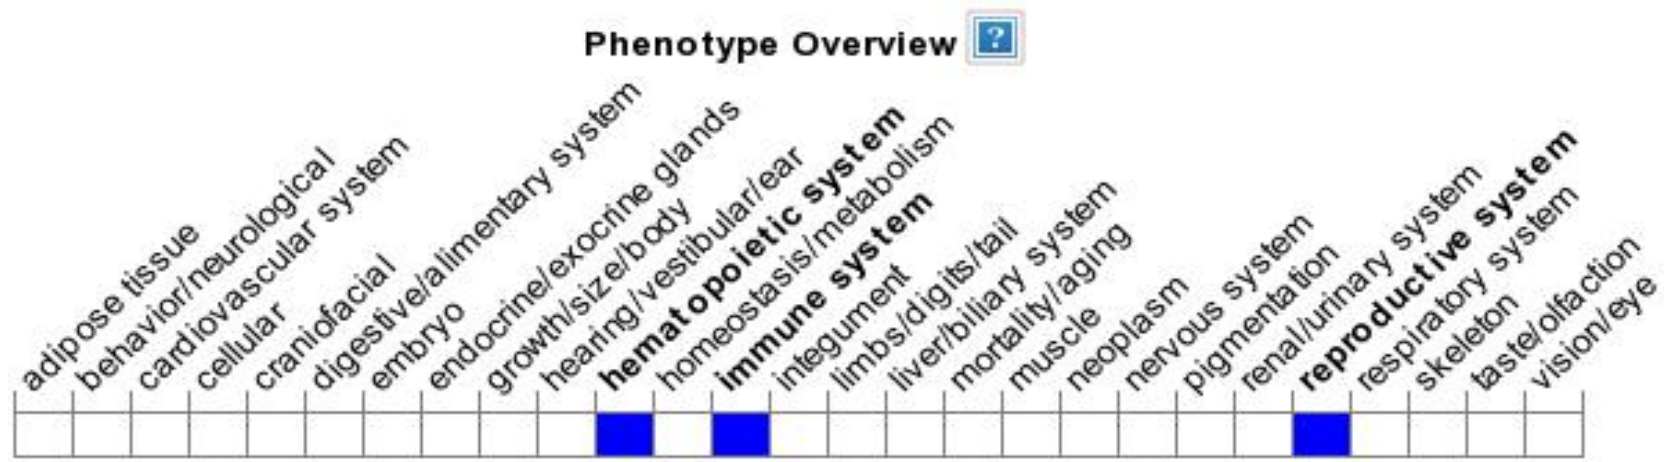 Phenotype Overview ?
adipose tissue
behavior/neurological
cardiovascular system
cellular
craniofacial
digestive/alimentary system
embryo
endocrine/exocrine glands
growth/size/body
hearing/vestibular/ear
hematopoietic system
homeostasis/metabolism
immune system
integument
limbs/digits/tail
liver/biliary system
mortality/aging
muscle
neoplasm
nervous system
pigmentation
renal/urinary system
reproductive system
respiratory system
skeleton
taste/olfaction
vision/eye